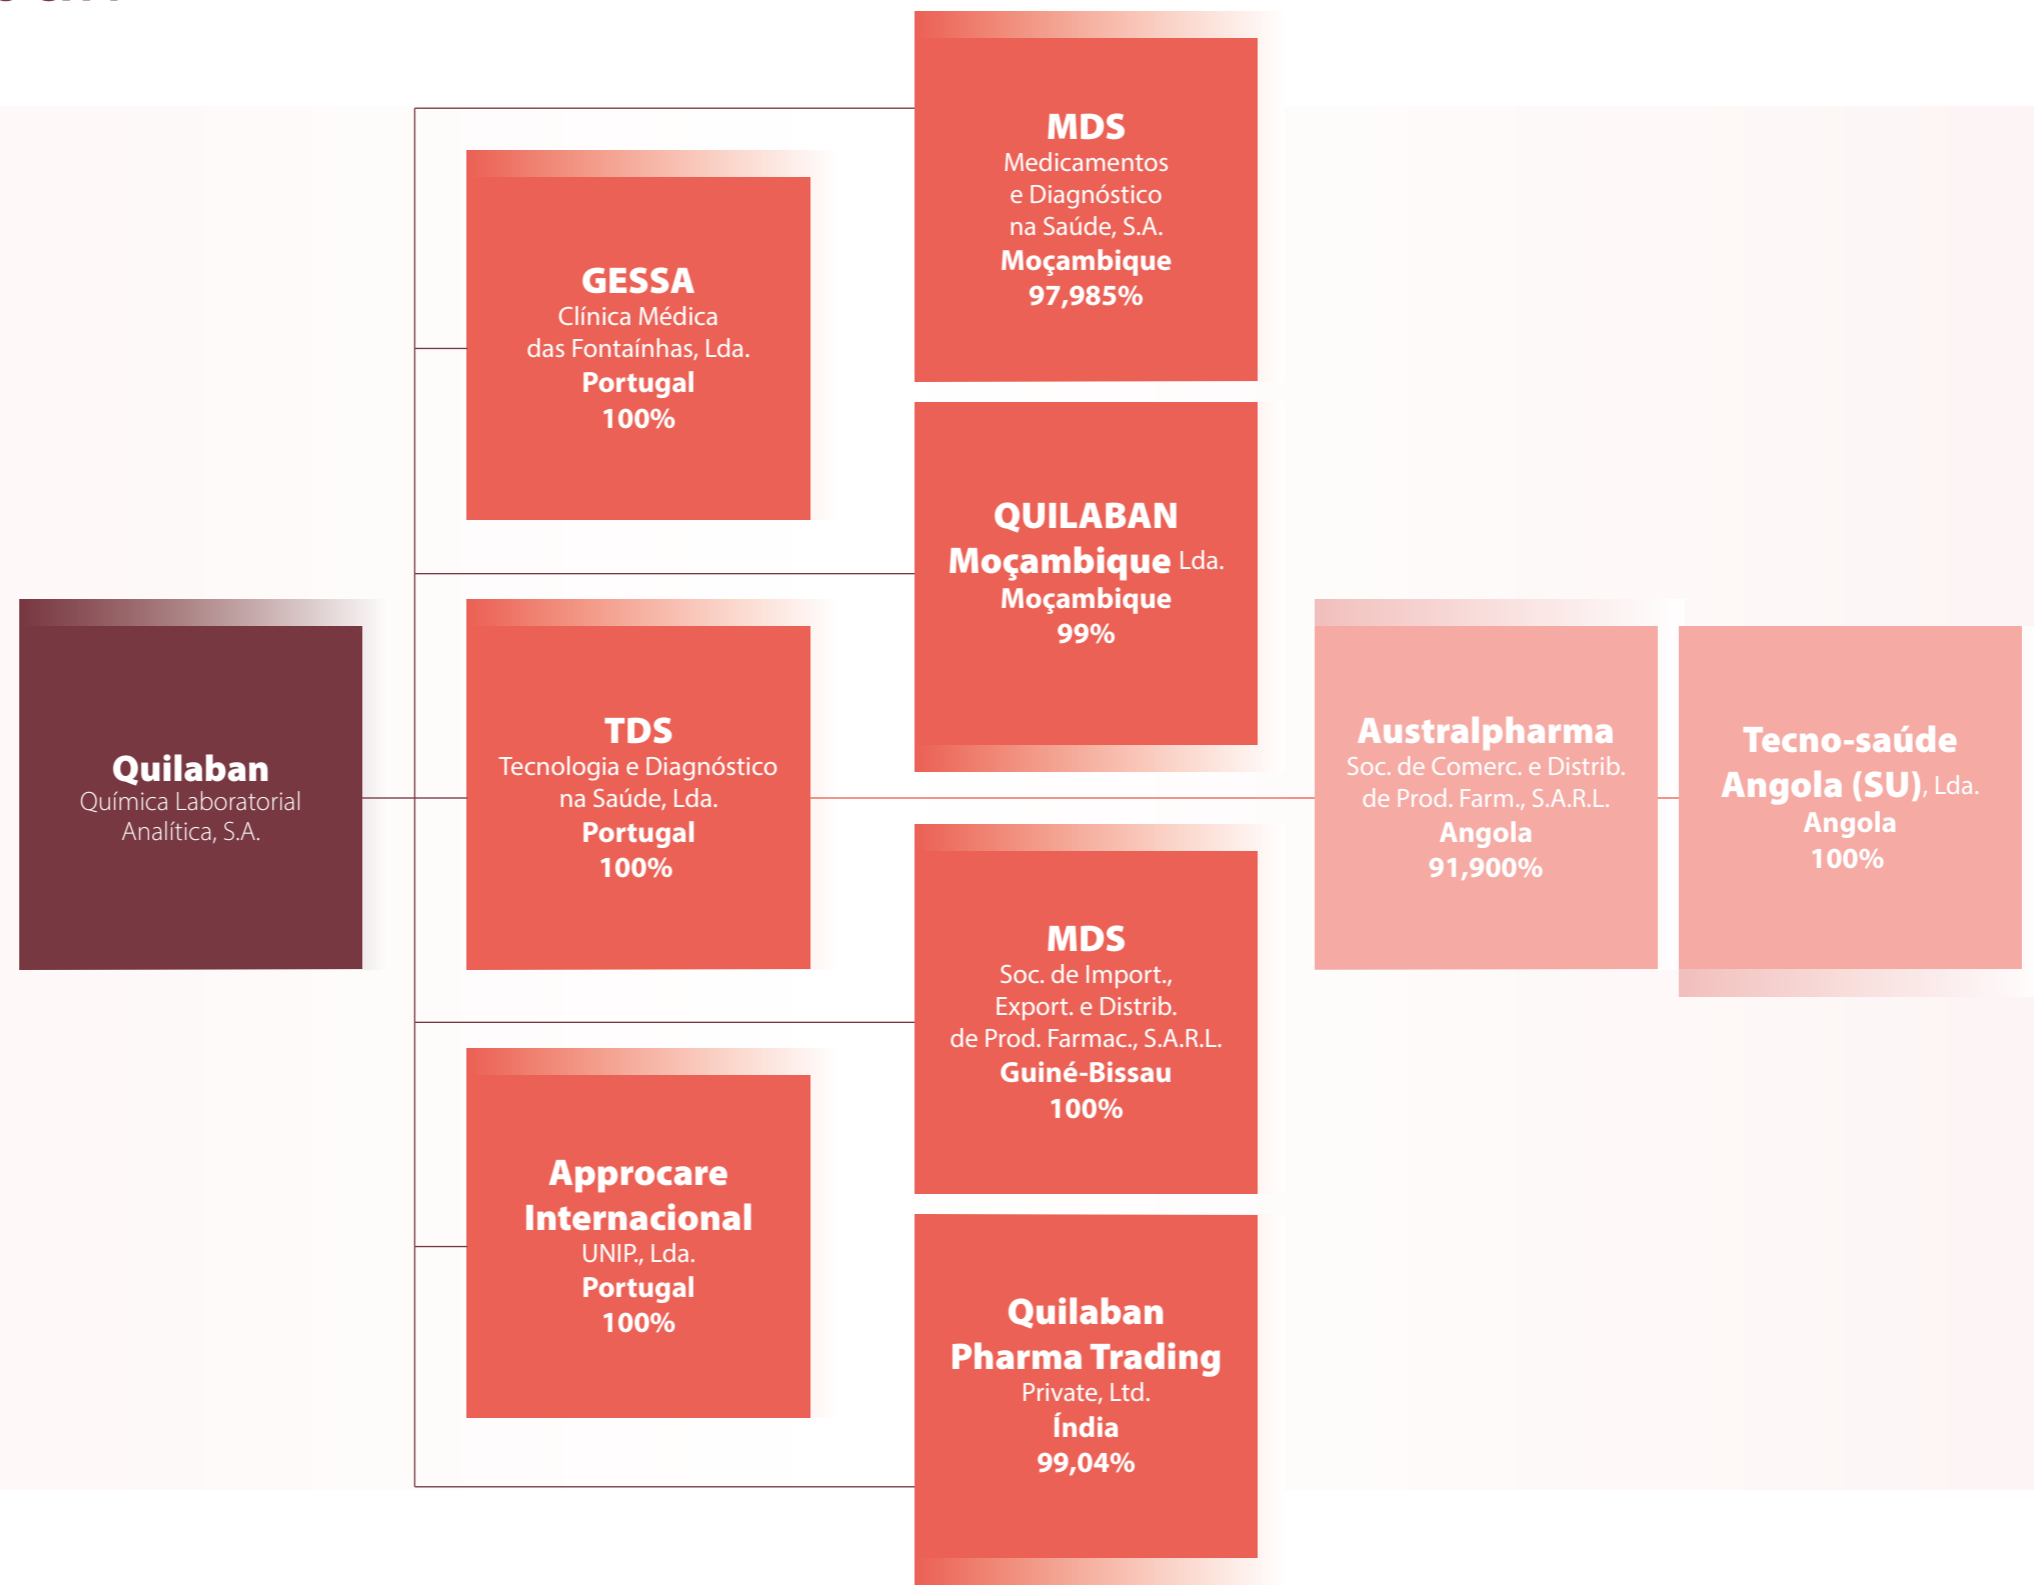 Quilaban
Química Laboratorial
Analítica, S.A.
GESSA
Clínica Médica
das Fontaínhas, Lda.
Portugal
100%
TDS
Tecnologia e Diagnóstico
na Saúde, Lda.
Portugal
100%
Approcare
Internacional
UNIP., Lda.
Portugal
100%
MDS
Medicamentos
e Diagnóstico
na Saúde, S.A.
Moçambique
97,985%
QUILABAN
Moçambique Lda.
Moçambique
99%
MDS
Soc. de Import.,
Export. e Distrib.
de Prod. Farmac., S.A.R.L.
Guiné-Bissau
100%
Quilaban
Pharma Trading
Private, Ltd.
Índia
99,04%
Australpharma
Soc. de Comerc. e Distrib.
de Prod. Farm., S.A.R.L.
Angola
91,900%
Tecno-saúde
Angola (SU), Lda.
Angola
100%